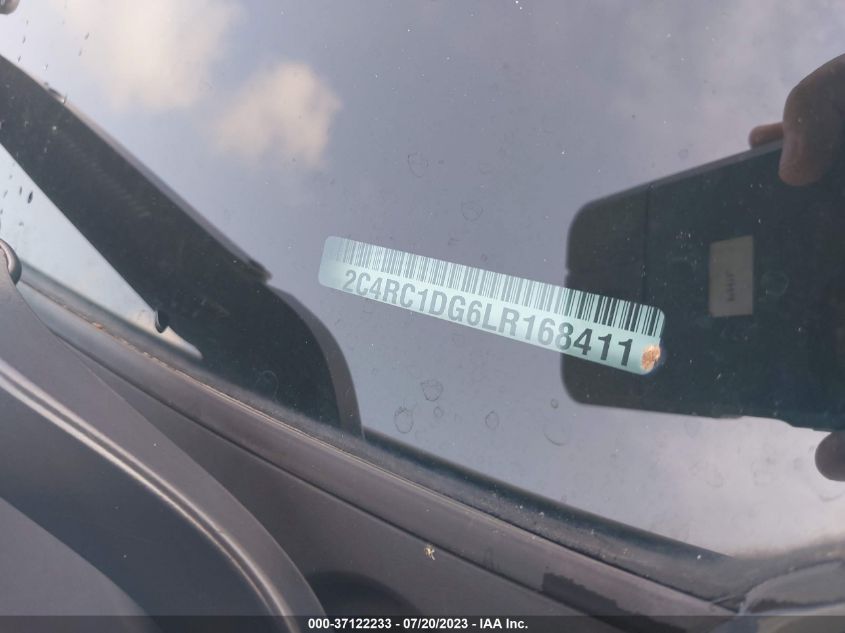 2C4RC1DG6LR168411
000-37122233 - 07/20/2023 - IAA Inc.